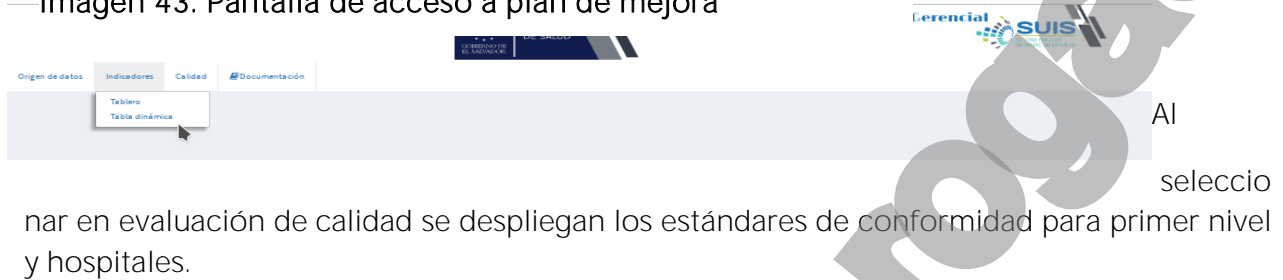 Imagen 43. Pantalla de acceso a plan de mejora
Gerencial
SUIS
GOBIERNO DE
EL SALVADOR
DE SALUD
Origen de datos Indicadores Calidad Documentación
Tablero
Tabla dinámica
Al
seleccio
nar en evaluación de calidad se despliegan los estándares de conformidad para primer nivel
y hospitales.